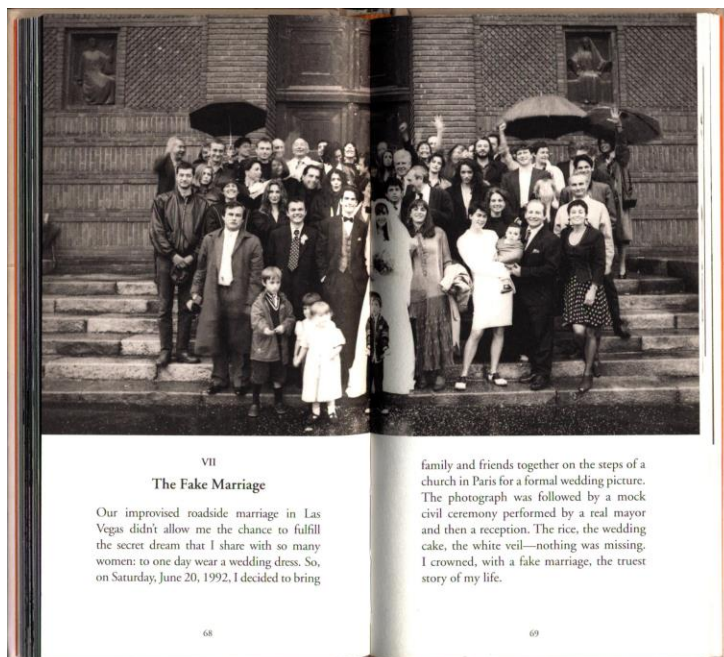 VII
The Fake Marriage
Our improvised roadside marriage in Las
Vegas didn't allow me the chance to fulfill
the secret dream that I share with so many
women: to one day wear a wedding dress. So,
on Saturday, June 20, 1992, I decided to bring
68
family and friends together on the steps of a
church in Paris for a formal wedding picture.
The photograph was followed by a mock
civil ceremony performed by a real mayor
and then a reception. The rice, the wedding
cake, the white veil—nothing was missing.
I crowned, with a fake marriage, the truest
story of my life.
69